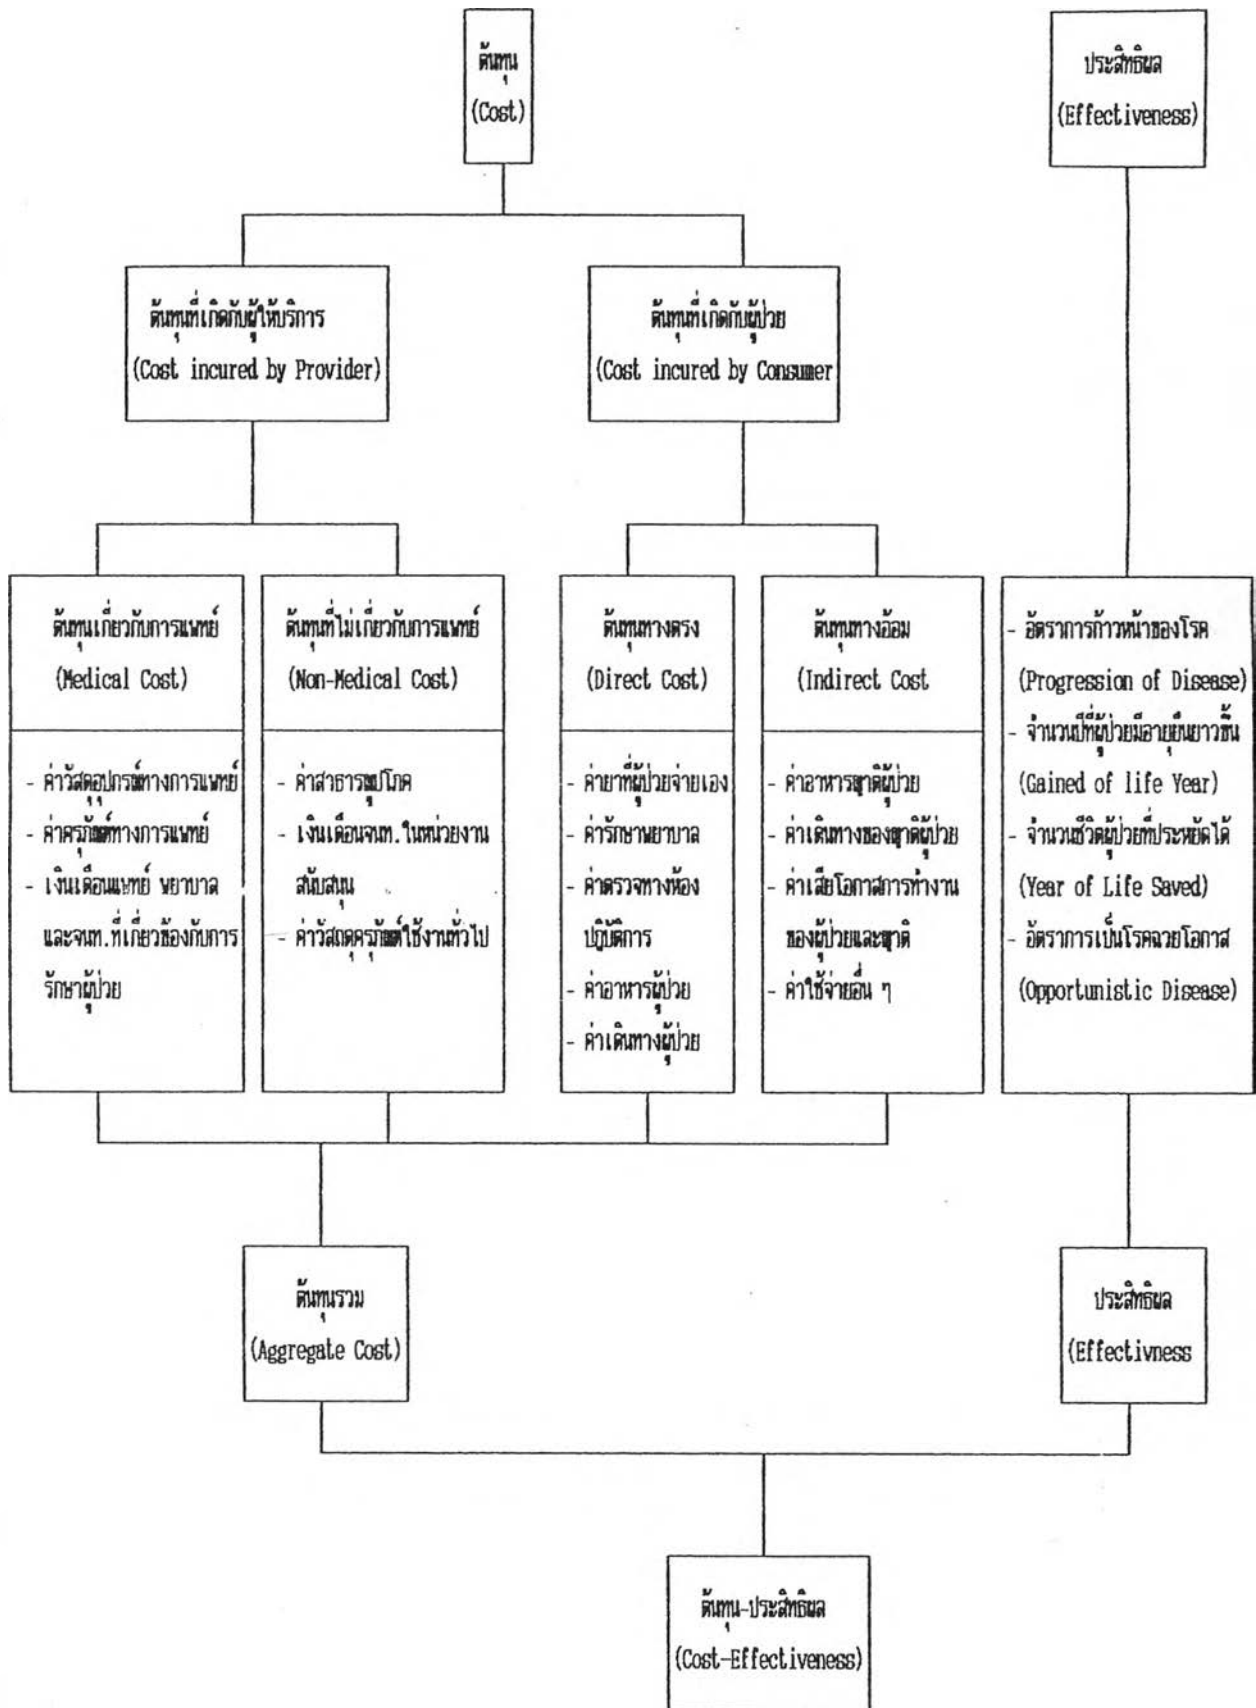 ต้นทุน
(Cost)
ประสิทธิผล
(Effectiveness)
ต้นทุนที่เกิดกับผู้ให้บริการ
(Cost incured by Provider)
ต้นทุนที่เกิดกับผู้ป่วย
(Cost incured by Consumer
ต้นทุนเกี่ยวกับการแพทย์
(Medical Cost)
- ค่าวัสดุอุปกรณ์ทางการแพทย์
- ค่าครุภัณฑ์ทางการแพทย์
- เงินเดือนแพทย์ พยาบาล
และจนท.ที่เกี่ยวข้องกับการ
รักษาผู้ป่วย
ต้นทุนที่ไม่เกี่ยวกับการแพทย์
(Non-Medical Cost)
- ค่าสาธารณูปโภค
- เงินเดือนจนท.ในหน่วยงาน
สนับสนุน
- ค่าวัสถุครุภัณฑ์ใช้งานทั่วไป
ต้นทุนทางตรง
(Direct Cost)
- ค่ายาที่ผู้ป่วยจ่ายเอง
- ค่ารักษาพยาบาล
- ค่าตรวจทางห้อง
ปฏิบัติการ
- ค่าอาหารผู้ป่วย
- ค่าเดินทางผู้ป่วย
ต้นทุนทางอ้อม
(Indirect Cost
- ค่าอาหารญาติผู้ป่วย
- ค่าเดินทางของญาติผู้ป่วย
- ค่าเสียโอกาสการทำงาน
ของผู้ป่วยและญาติ
- ค่าใช้จ่ายอื่น ๆ
- อัตราการก้าวหน้าของโรค
(Progression of Disease)
- จำนวนปีที่ผู้ป่วยมีอายุยืนยาวขึ้น
(Gained of life Year)
- จำนวนชีวิตผู้ป่วยที่ประหยัดได้
(Year of Life Saved)
- อัตราการเป็นโรคฉวยโอกาส
(Opportunistic Disease)
ต้นทุนรวม
(Aggregate Cost)
ประสิทธิผล
(Effectivness
ต้นทุน-ประสิทธิผล
(Cost-Effectiveness)